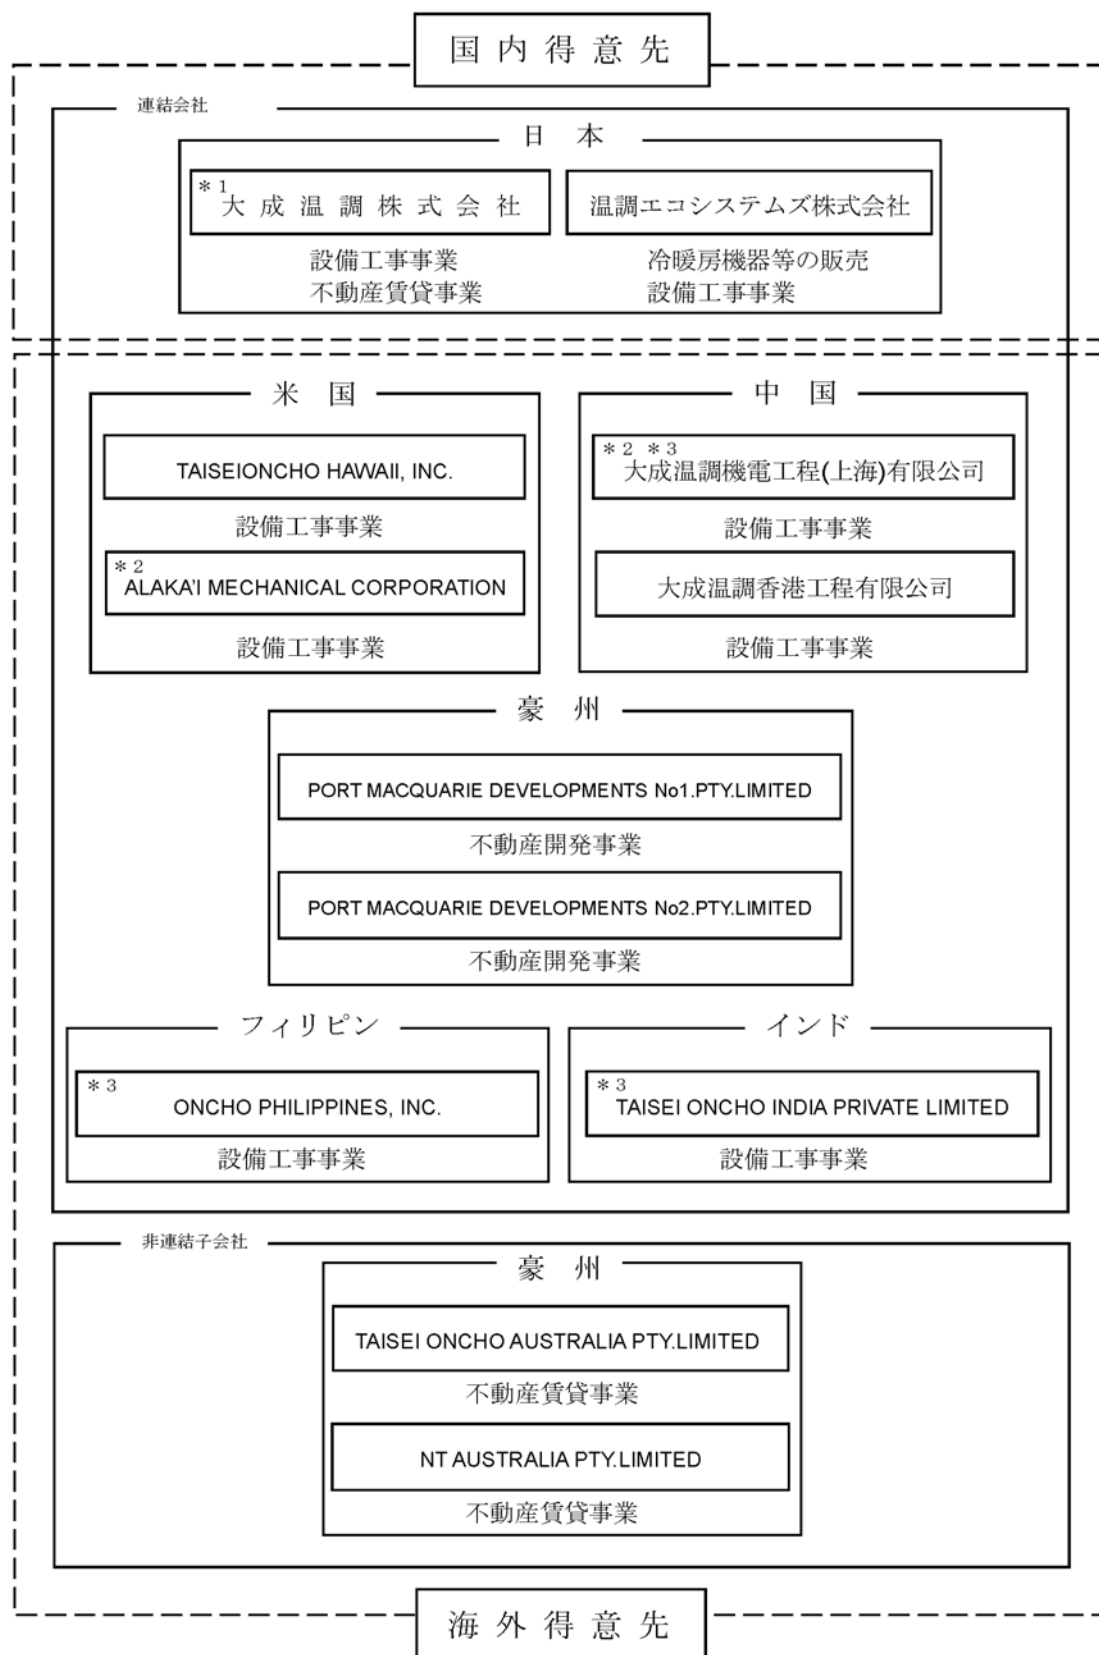 国内得意先
連結会社
日本
＊1
大成温調株式会社
温調エコシステムズ株式会社
設備工事事業
不動産賃貸事業
冷暖房機器等の販売
設備工事事業
米国
TAISEIONCHO HAWAII, INC.
設備工事事業
＊2
ALAKA'I MECHANICAL CORPORATION
設備工事事業
中国
＊2 ＊3
大成温調機電工程(上海)有限公司
設備工事事業
大成温調香港工程有限公司
設備工事事業
豪州
PORT MACQUARIE DEVELOPMENTS No1.PTY.LIMITED
不動産開発事業
PORT MACQUARIE DEVELOPMENTS No2.PTY.LIMITED
不動産開発事業
フィリピン
＊3
ONCHO PHILIPPINES, INC.
設備工事事業
インド
＊3
TAISEI ONCHO INDIA PRIVATE LIMITED
設備工事事業
非連結子会社
豪州
TAISEI ONCHO AUSTRALIA PTY.LIMITED
不動産賃貸事業
NT AUSTRALIA PTY.LIMITED
不動産賃貸事業
海外得意先